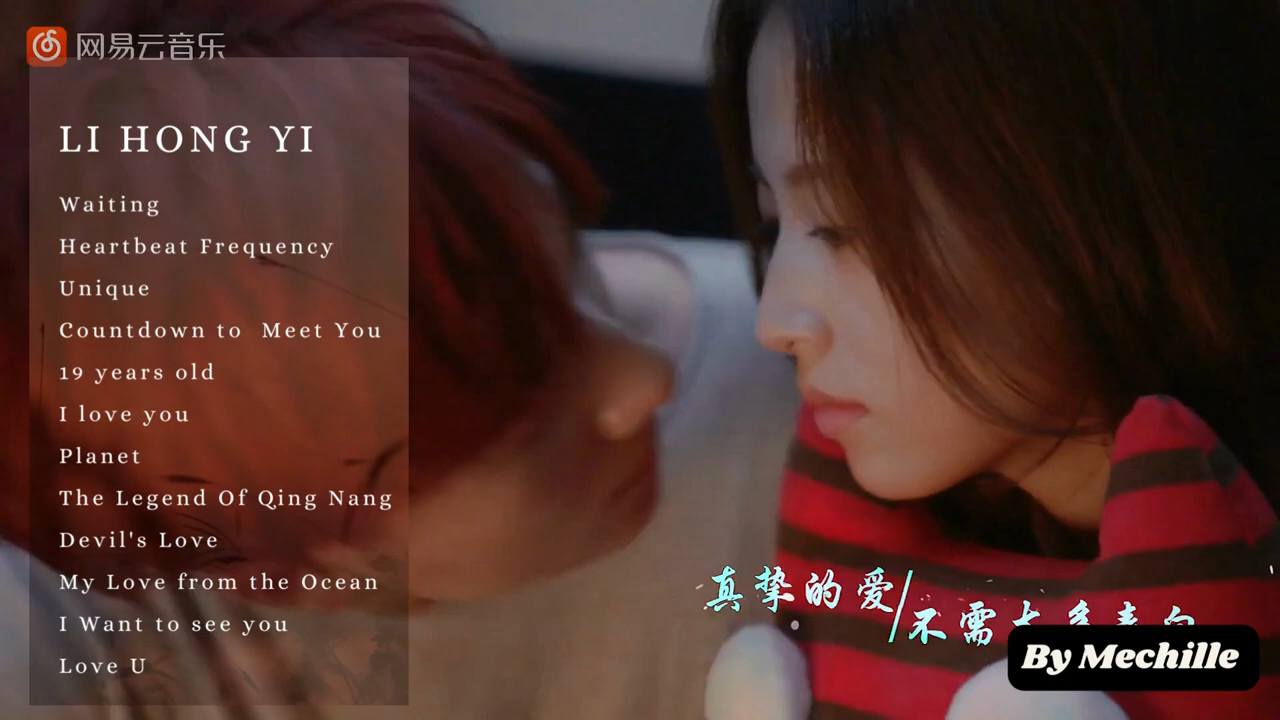 网易云音乐
LI HONG YI
Waiting
Heartbeat Frequency
Unique
Countdown to Meet You
19 years old
I love you
Planet
The Legend Of Qing Nang
Devil's Love
My Love from the Ocean
I Want to see you
Love U
真挚的爱/
不需
By Mechille